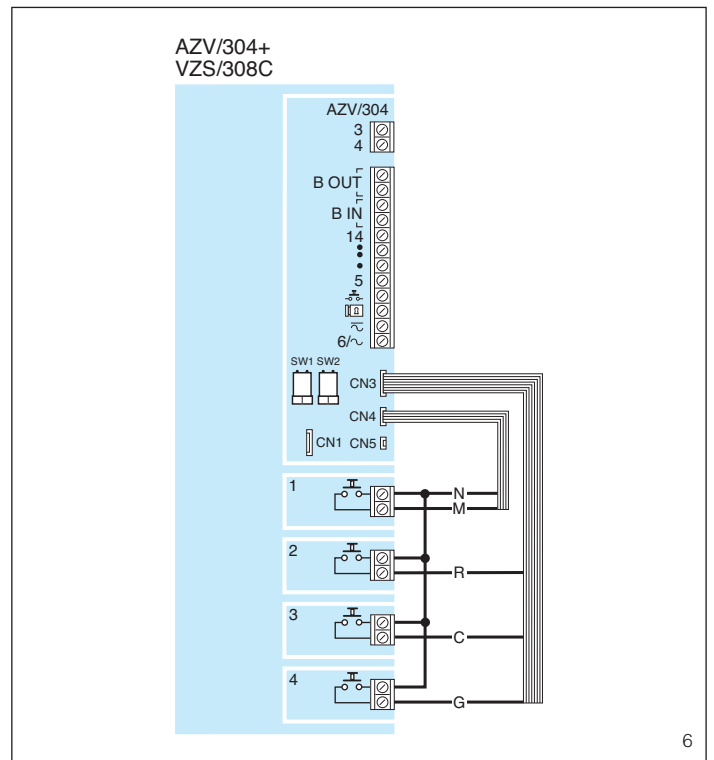 AZV/304+
VZS/308C
AZV/304
3
4
B OUT
B IN
14
5
6/~
SW1 SW2
CN3
CN4
CN1 CN5
1
N
M
2
R
3
C
4
G
6